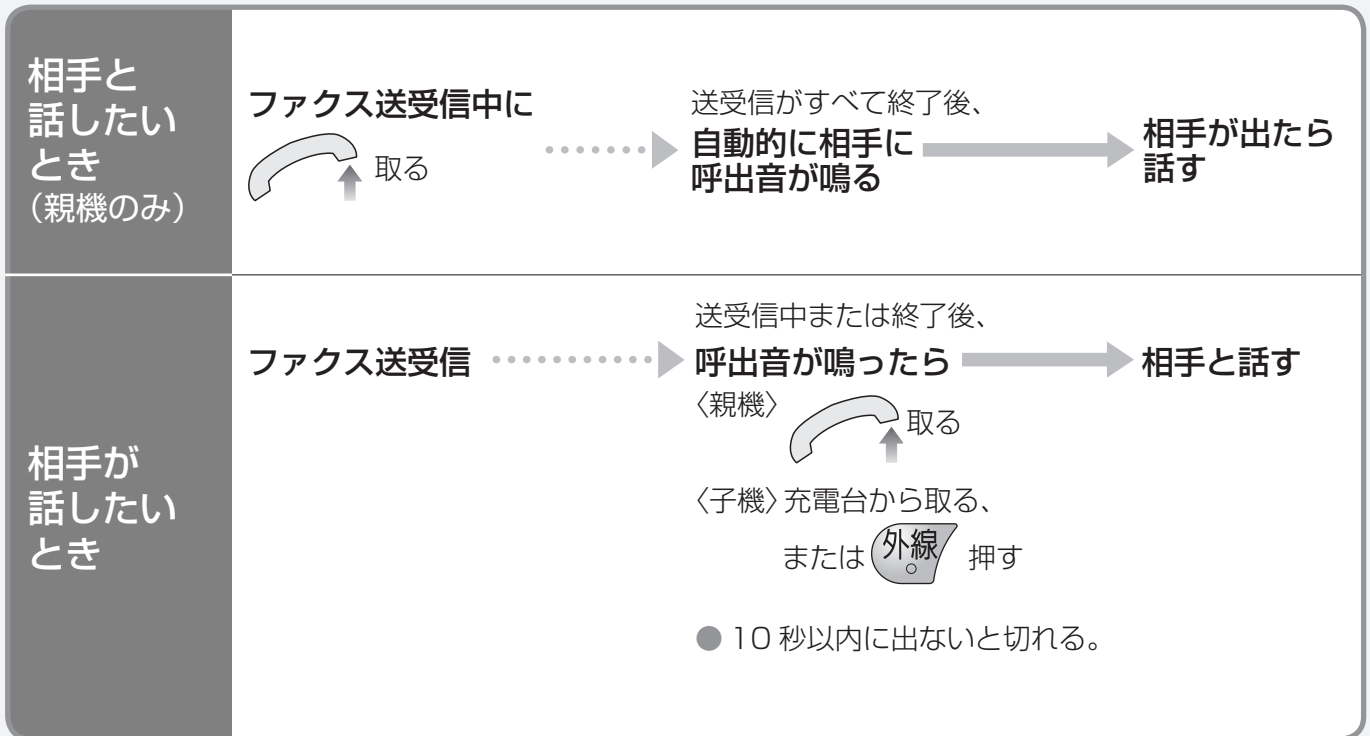 相手と
話したい
とき
（親機のみ）
ファクス送受信中に
取る
送受信がすべて終了後、
自動的に相手に
呼出音が鳴る
相手が出たら
話す
相手が
話したい
とき
ファクス送受信
送受信中または終了後、
呼出音が鳴ったら
〈親機〉
取る
〈子機〉充電台から取る、
または 外線 押す
● 10 秒以内に出ないと切れる。
相手と話す